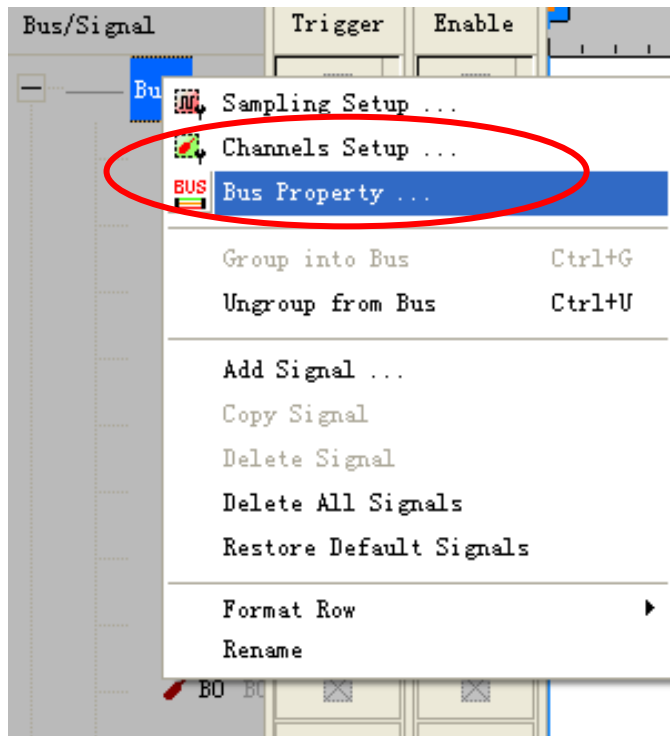 Bus/Signal Trigger Enable
Bu
Sampling Setup ...
Channels Setup ...
BUS Bus Property ...
Group into Bus Ctrl+G
Ungroup from Bus Ctrl+U
Add Signal ...
Copy Signal
Delete Signal
Delete All Signals
Restore Default Signals
Format Row
Rename
BO